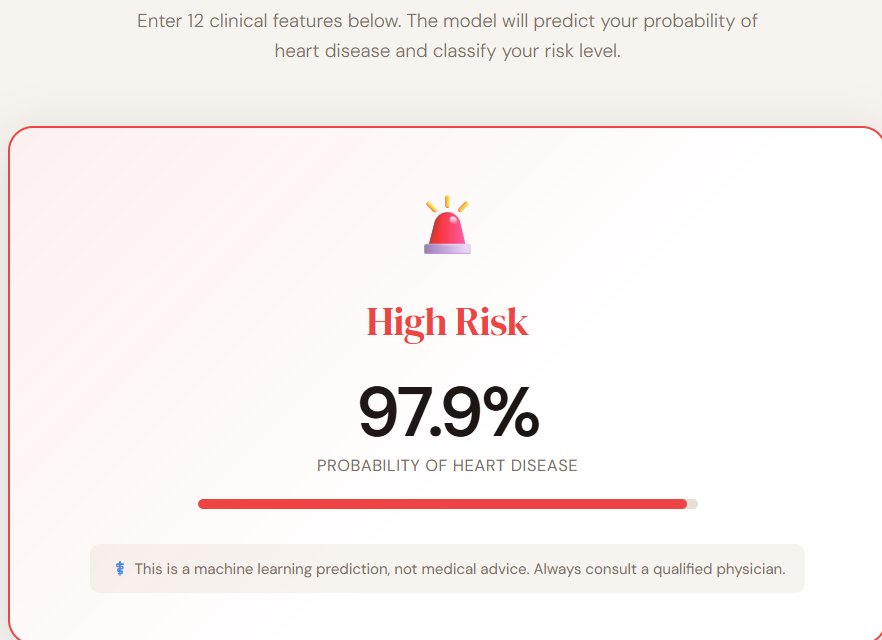 Enter 12 clinical features below. The model will predict your probability of
heart disease and classify your risk level.
High Risk
97.9%
PROBABILITY OF HEART DISEASE
This is a machine learning prediction, not medical advice. Always consult a qualified physician.